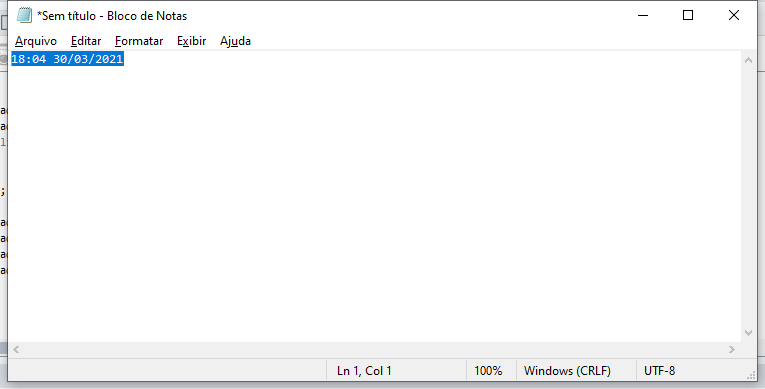 *Sem título - Bloco de Notas
Arquivo Editar Formatar Exibir Ajuda
18:04 30/03/2021
;
Ln 1, Col 1 100% Windows (CRLF) UTF-8